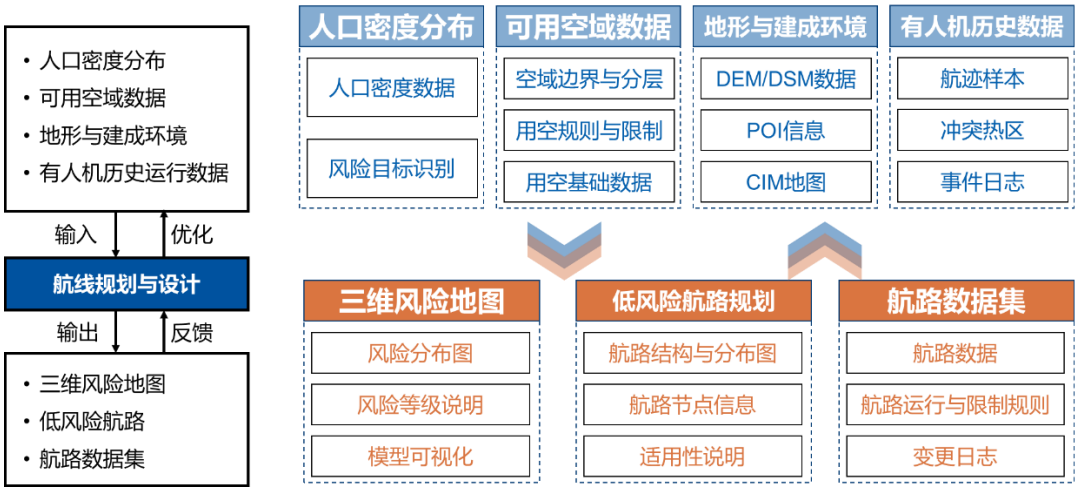 • 人口密度分布
• 可用空域数据
• 地形与建成环境
• 有人机历史运行数据
输入
优化
航线规划与设计
输出
反馈
• 三维风险地图
• 低风险航路
• 航路数据集
人口密度分布
人口密度数据
风险目标识别
可用空域数据
空域边界与分层
用空规则与限制
用空基础数据
地形与建成环境
DEM/DSM数据
POI信息
CIM地图
有人机历史数据
航迹样本
冲突热区
事件日志
三维风险地图
风险分布图
风险等级说明
模型可视化
低风险航路规划
航路结构与分布图
航路节点信息
适用性说明
航路数据集
航路数据
航路运行与限制规则
变更日志